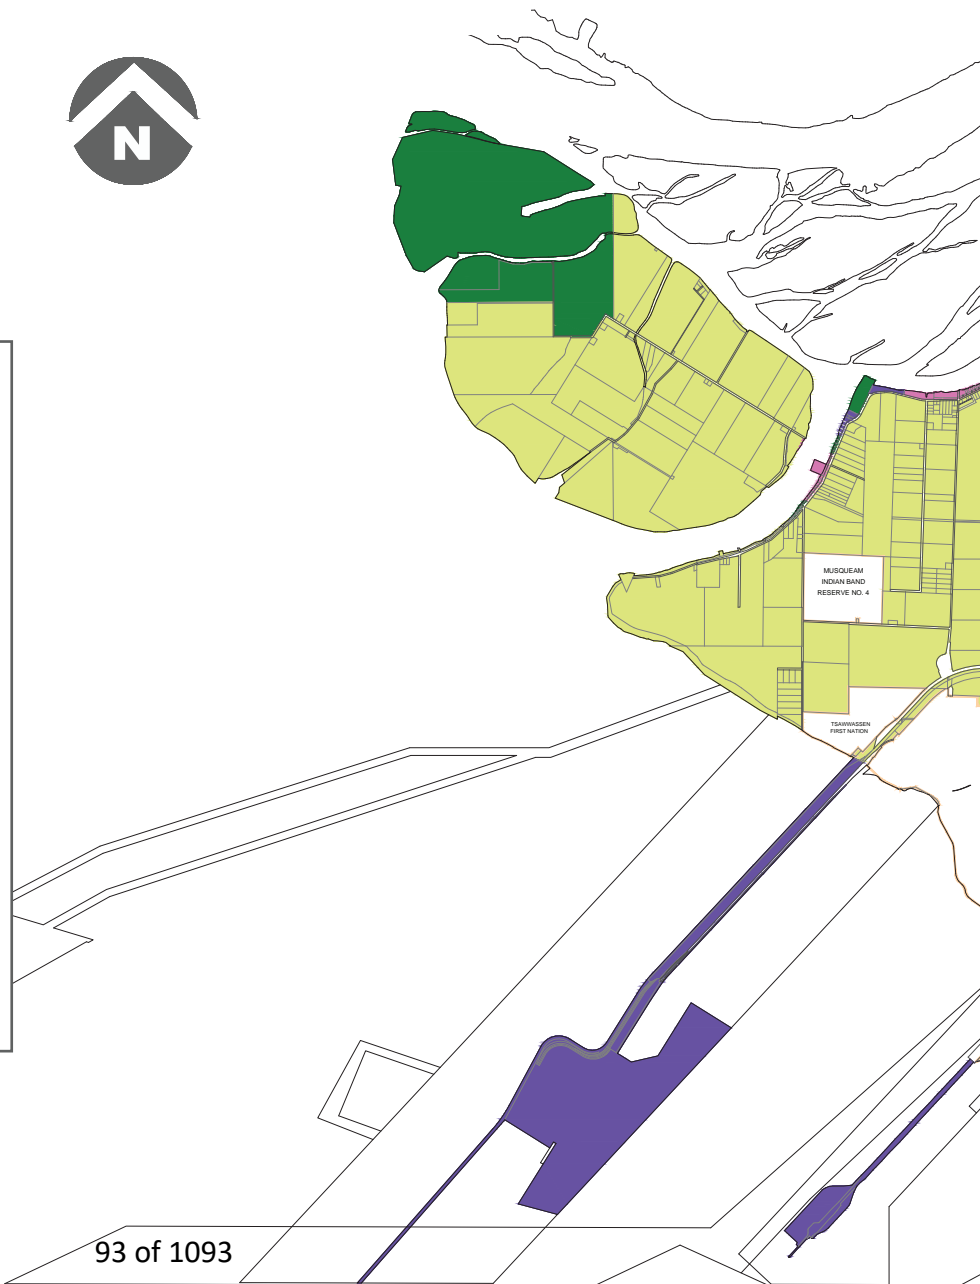 N
MUSQUEAM
INDIAN BAND
RESERVE NO. 4
TSAWWASSEN
FIRST NATION
93 of 1093